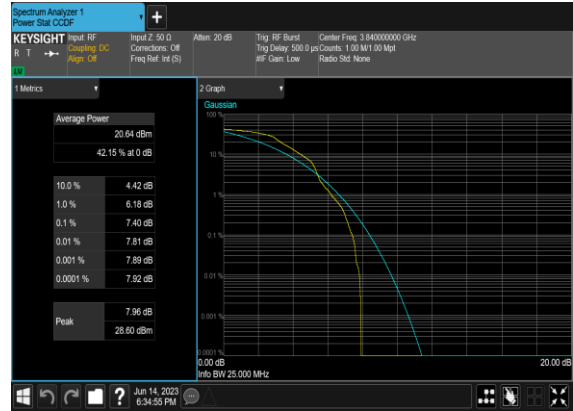 Spectrum Analyzer 1
Power Stat CCDF
KEYSIGHT
R T
LM
Input: RF
Coupling: DC
Align: Off
Input Z: 50 Ω
Corrections: Off
Freq Ref: Int (S)
Atten: 20 dB
Trig: RF Burst
Trig Delay: 500.0 µs
#IF Gain: Low
Center Freq: 3.840000000 GHz
Counts: 1.00 M/1.00 Mpt
Radio Std: None
1 Metrics
Average Power
20.64 dBm
42.15 % at 0 dB
10.0 % 4.42 dB
1.0 % 6.18 dB
0.1 % 7.40 dB
0.01 % 7.81 dB
0.001 % 7.89 dB
0.0001 % 7.92 dB
Peak
7.96 dB
28.60 dBm
2 Graph
Gaussian
100 %
10 %
1 %
0.1 %
0.01 %
0.001 %
0.0001 %
0.00 dB
20.00 dB
Info BW 25.000 MHz
?
Jun 14, 2023
6:34:55 PM